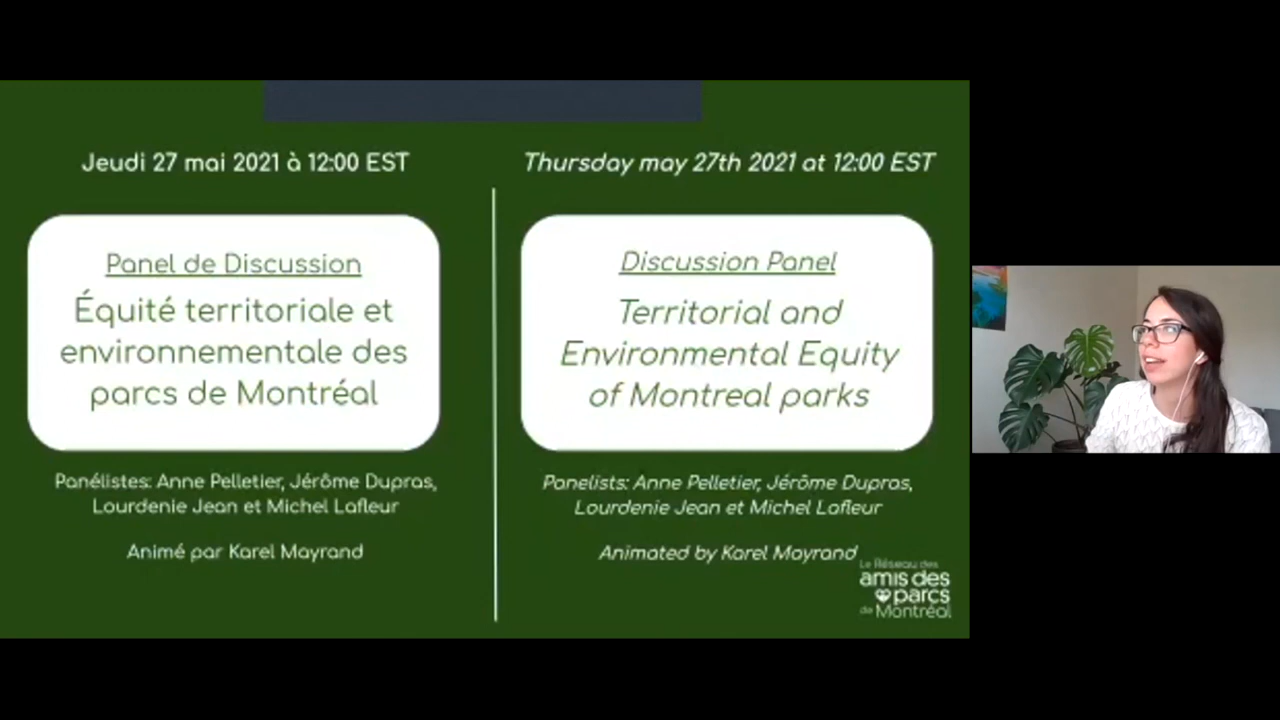 Jeudi 27 mai 2021 à 12:00 EST
Panel de Discussion
Équité territoriale et
environnementale des
parcs de Montréal
Panélistes: Anne Pelletier, Jérôme Dupras,
Lourdenie Jean et Michel Lafleur
Animé par Karel Mayrand
Thursday may 27th 2021 at 12:00 EST
Discussion Panel
Territorial and
Environmental Equity
of Montreal parks
Panelists: Anne Pelletier, Jérôme Dupras,
Lourdenie Jean et Michel Lafleur
Animated by Karel Mayrand
Le Réseau des
amis des
parcs
de Montréal